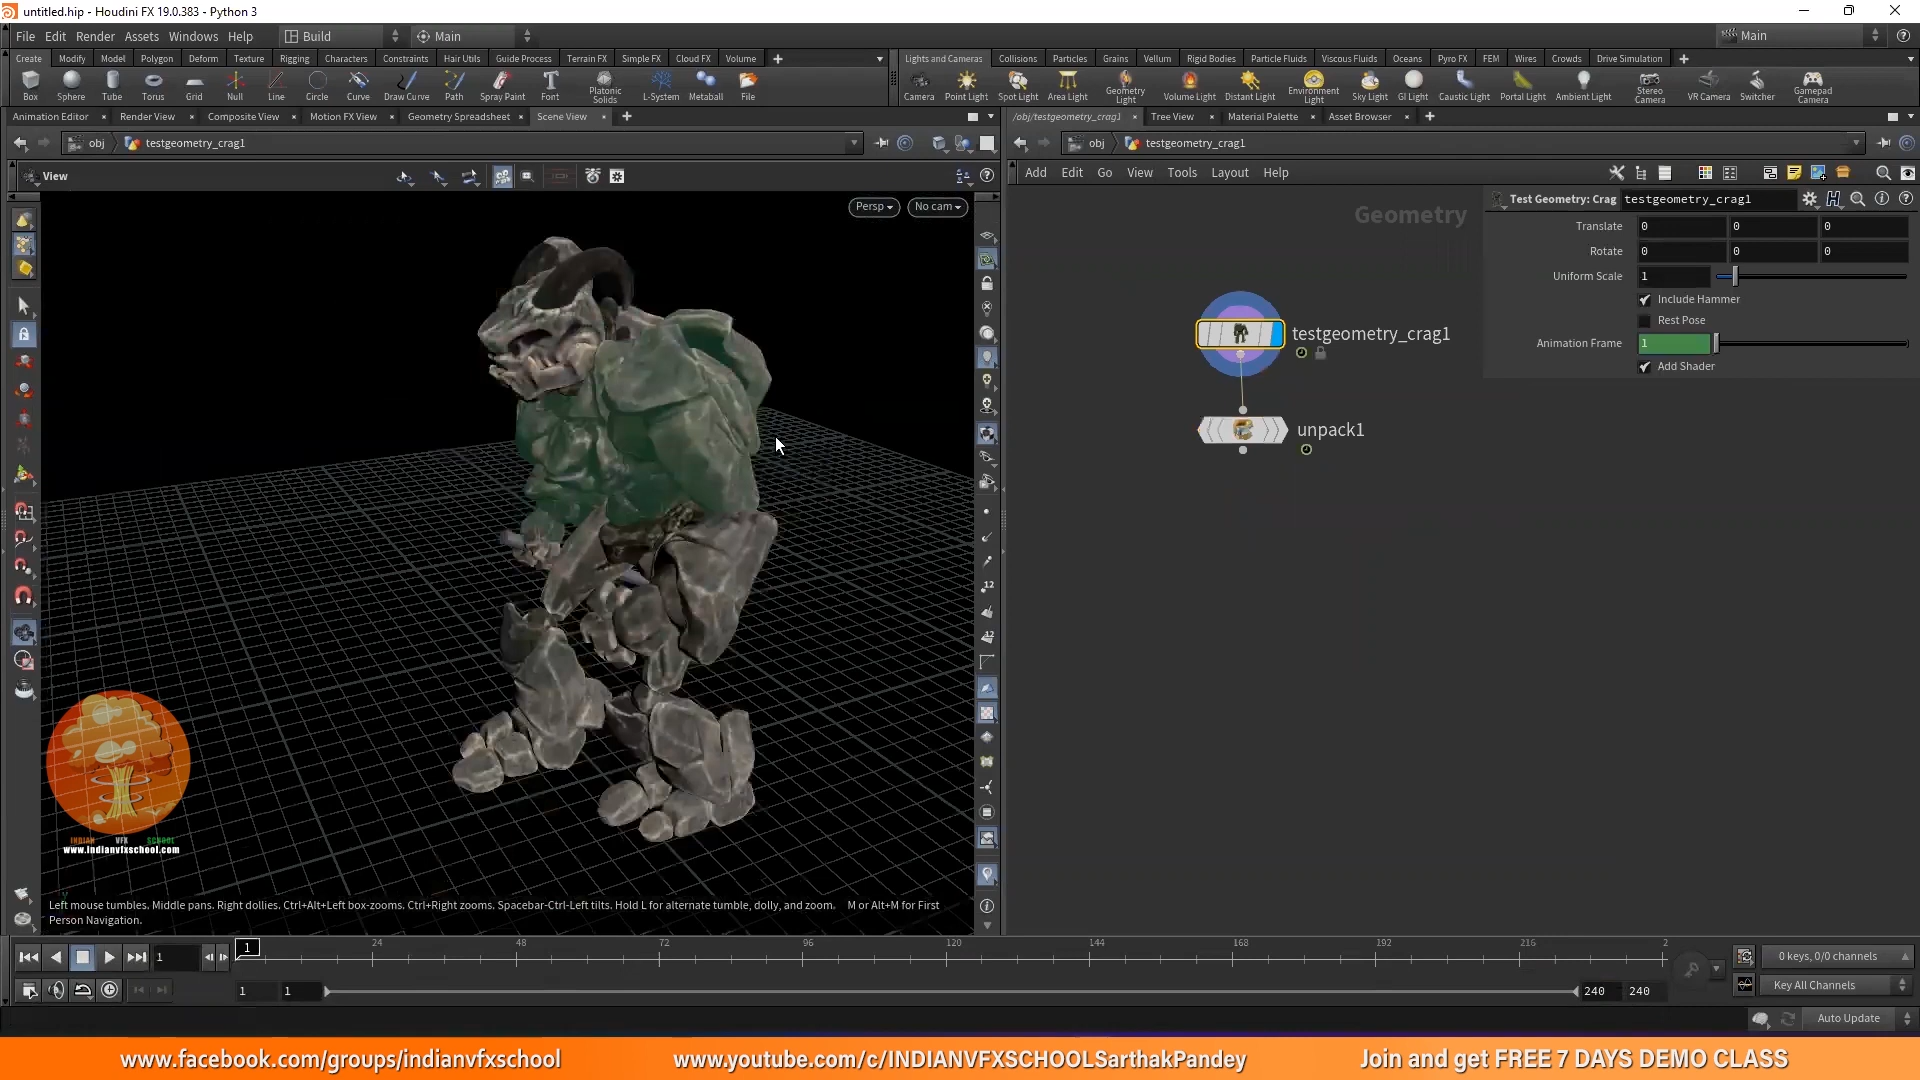 untitled.hip - Houdini FX 19.0.383 - Python 3
File Edit Render Assets Windows Help Build Main Main
Create Modify Model Polygon Deform Texture Rigging Characters Constraints Hair Utils Guide Process Terrain FX Simple FX Cloud FX Volume
Lights and Cameras Collisions Particles Grains Vellum Rigid Bodies Particle Fluids Viscous Fluids Oceans Pyro FX FEM Wires Crowds Drive Simulation
Box Sphere Tube Torus Grid Null Line Circle Curve Draw Curve Path Spray Paint Font Platonic Solids L-System Metaball File
Camera Point Light Spot Light Area Light Geometry Light Volume Light Distant Light Environment Light Sky Light GI Light Caustic Light Portal Light Ambient Light Stereo Camera VR Camera Switcher Gamepad Camera
Animation Editor Render View Composite View Motion FX View Geometry Spreadsheet Scene View
/obj/testgeometry_crag1 Tree View Material Palette Asset Browser
obj testgeometry_crag1
obj testgeometry_crag1
View
Add Edit Go View Tools Layout Help
Persp No cam
Geometry
Test Geometry: Crag testgeometry_crag1
Translate 0 0 0
Rotate 0 0 0
Uniform Scale 1
Include Hammer
Rest Pose
Animation Frame 1
Add Shader
testgeometry_crag1
unpack1
12
12
INDIAN VFX SCHOOL
www.indianvfxschool.com
Left mouse tumbles. Middle pans. Right dollies. Ctrl+Alt+Left box-zooms. Ctrl+Right zooms. Spacebar-Ctrl-Left tilts. Hold L for alternate tumble, dolly, and zoom. M or Alt+M for First
Person Navigation.
1 1 24 48 72 96 120 144 168 192 216 2
0 keys, 0/0 channels
1 1 240 240
Key All Channels
Auto Update
www.facebook.com/groups/indianvfxschool www.youtube.com/c/INDIANVFXSCHOOLSarthakPandey Join and get FREE 7 DAYS DEMO CLASS